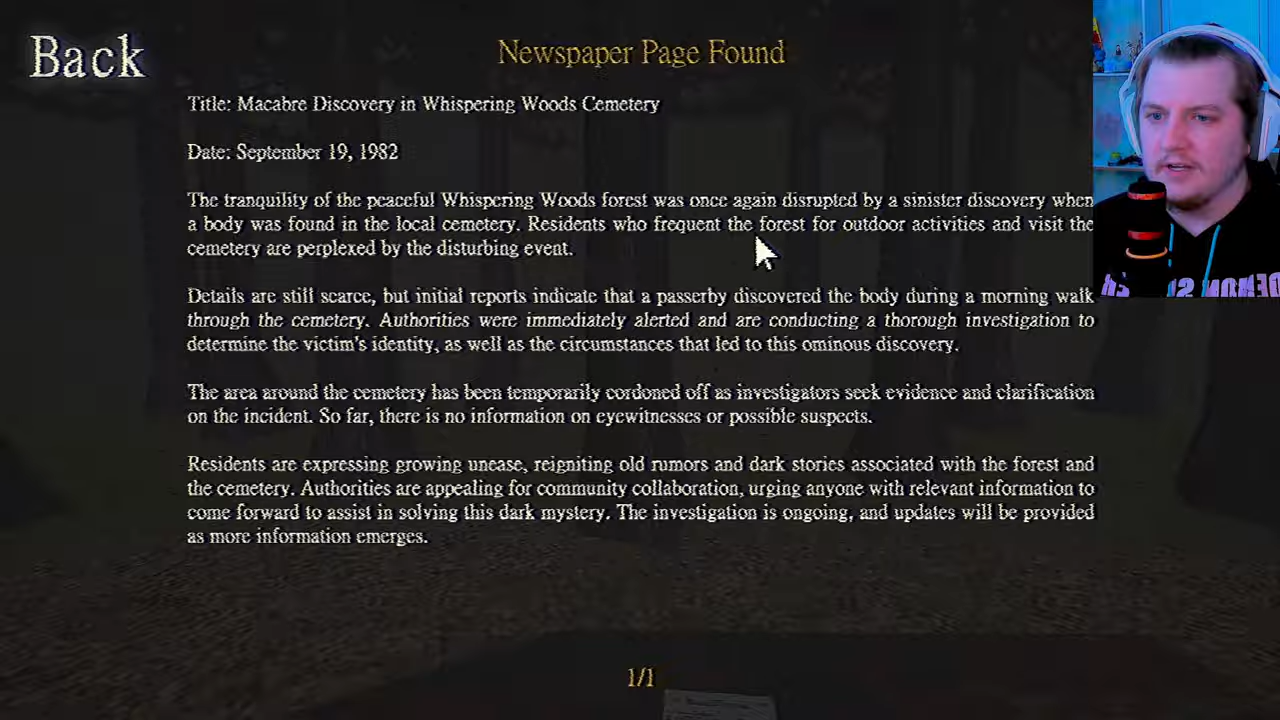 Back
Newspaper Page Found
Title: Macabre Discovery in Whispering Woods Cemetery
Date: September 19, 1982
The tranquility of the peaceful Whispering Woods forest was once again disrupted by a sinister discovery when
a body was found in the local cemetery. Residents who frequent the forest for outdoor activities and visit the
cemetery are perplexed by the disturbing event.
Details are still scarce, but initial reports indicate that a passerby discovered the body during a morning walk
through the cemetery. Authorities were immediately alerted and are conducting a thorough investigation to
determine the victim's identity, as well as the circumstances that led to this ominous discovery.
The area around the cemetery has been temporarily cordoned off as investigators seek evidence and clarification
on the incident. So far, there is no information on eyewitnesses or possible suspects.
Residents are expressing growing unease, reigniting old rumors and dark stories associated with the forest and
the cemetery. Authorities are appealing for community collaboration, urging anyone with relevant information to
come forward to assist in solving this dark mystery. The investigation is ongoing, and updates will be provided
as more information emerges.
1/1